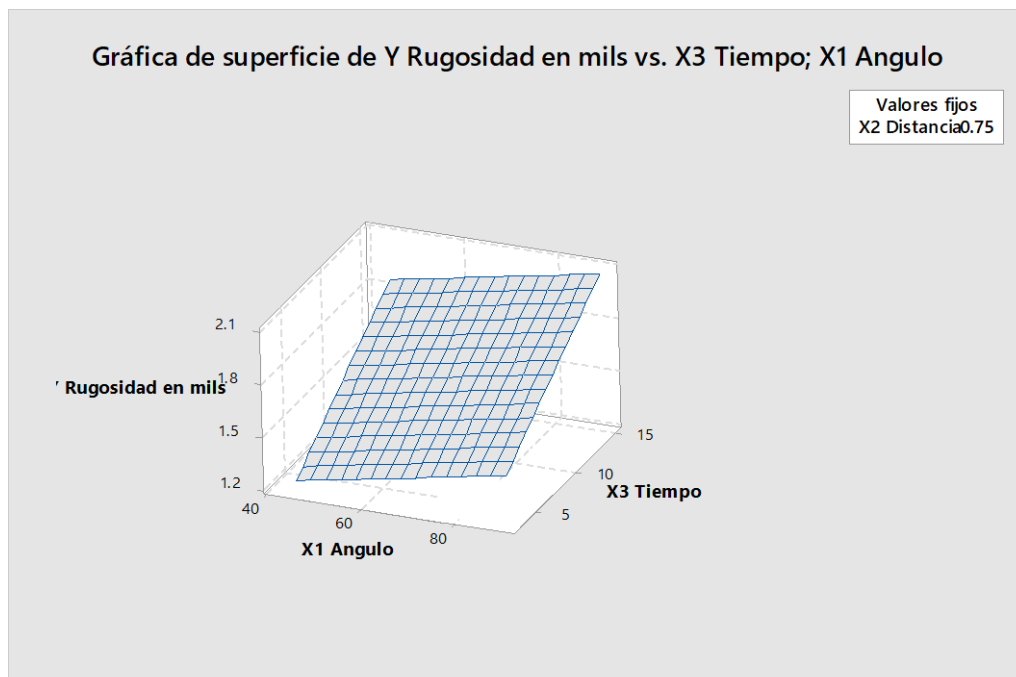 Gráfica de superficie de Y Rugosidad en mils vs. X3 Tiempo; X1 Angulo
Valores fijos
X2 Distancia0.75
2.1
1.8
Y Rugosidad en mils
1.5
1.2
40
60
80
X1 Angulo
5
10
15
X3 Tiempo